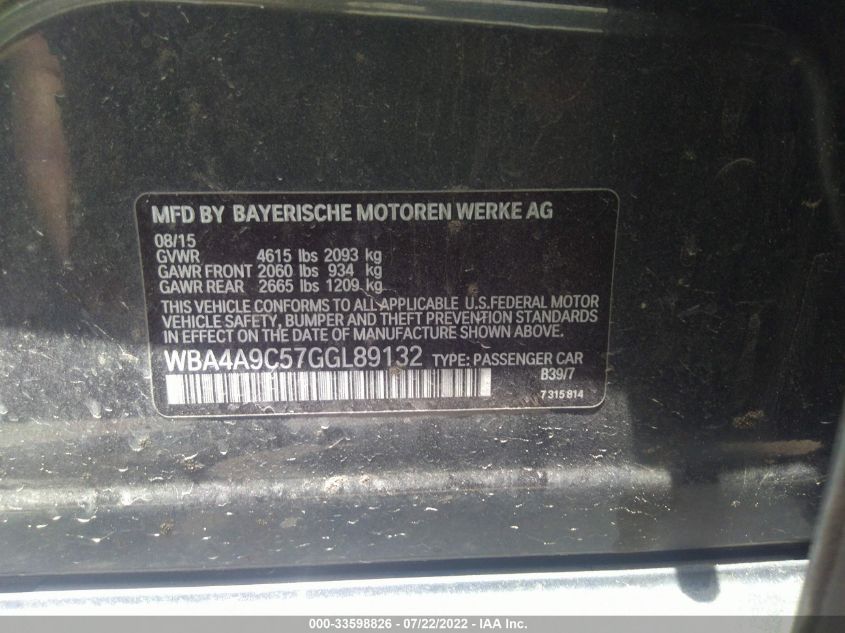 MFD BY BAYERISCHE MOTOREN WERKE AG
08/15
GVWR 4615 lbs 2093 kg
GAWR FRONT 2060 lbs 934 kg
GAWR REAR 2665 lbs 1209 kg
THIS VEHICLE CONFORMS TO ALL APPLICABLE U.S.FEDERAL MOTOR
VEHICLE SAFETY, BUMPER AND THEFT PREVENTION STANDARDS
IN EFFECT ON THE DATE OF MANUFACTURE SHOWN ABOVE.
WBA4A9C57GGL89132 TYPE: PASSENGER CAR
B39/7
7315814
000-33598826 - 07/22/2022 - IAA Inc.